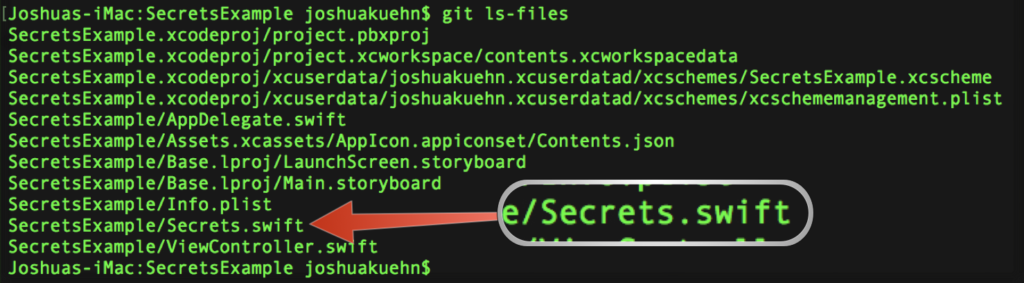 [Joshuas-iMac:SecretsExample joshuakuehn$ git ls-files
SecretsExample.xcodeproj/project.pbxproj
SecretsExample.xcodeproj/project.xcworkspace/contents.xcworkspacedata
SecretsExample.xcodeproj/xcuserdata/joshuakuehn.xcuserdatad/xcschemes/SecretsExample.xcscheme
SecretsExample.xcodeproj/xcuserdata/joshuakuehn.xcuserdatad/xcschemes/xcschememanagement.plist
SecretsExample/AppDelegate.swift
SecretsExample/Assets.xcassets/AppIcon.appiconset/Contents.json
SecretsExample/Base.lproj/LaunchScreen.storyboard
SecretsExample/Base.lproj/Main.storyboard
SecretsExample/Info.plist
SecretsExample/Secrets.swift
e/Secrets.swift
SecretsExample/ViewController.swift
Joshuas-iMac:SecretsExample joshuakuehn$